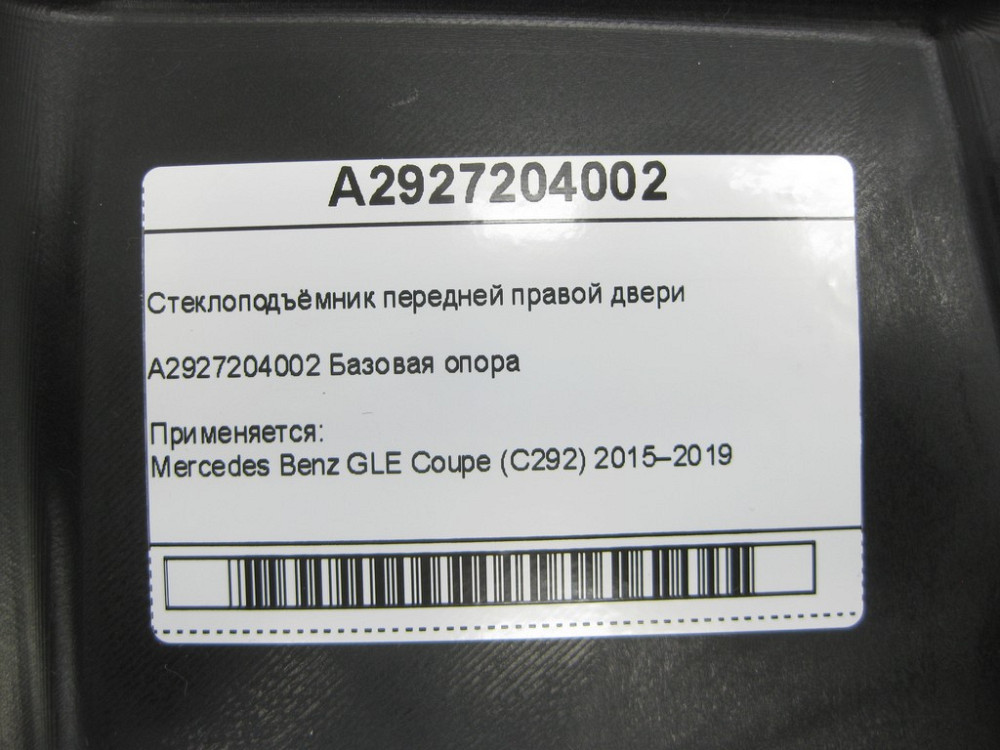 A2927204002
Стеклоподъёмник передней правой двери
A2927204002 Базовая опора
Применяется:
Mercedes Benz GLE Coupe (C292) 2015–2019